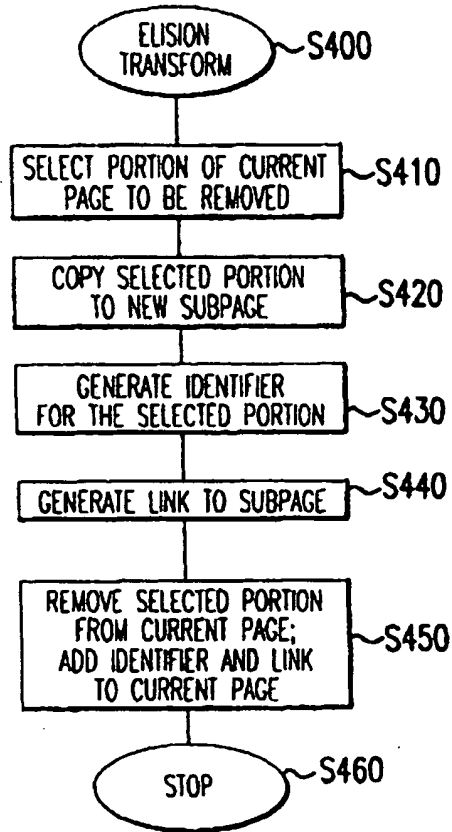 ELISION
TRANSFORM
S400
SELECT PORTION OF CURRENT
PAGE TO BE REMOVED
S410
COPY SELECTED PORTION
TO NEW SUBPAGE
S420
GENERATE IDENTIFIER
FOR THE SELECTED PORTION
S430
GENERATE LINK TO SUBPAGE
S440
REMOVE SELECTED PORTION
FROM CURRENT PAGE;
ADD IDENTIFIER AND LINK
TO CURRENT PAGE
S450
STOP
S460